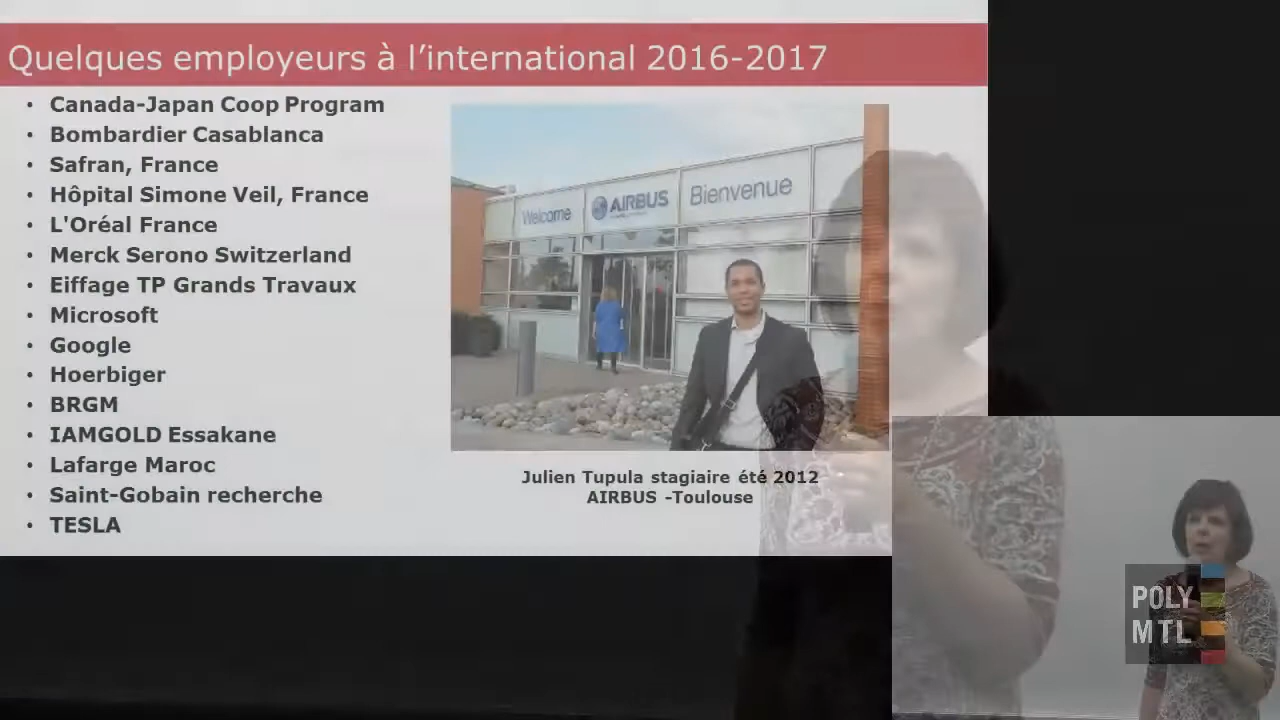 Quelques employeurs à l’international 2016-2017
• Canada-Japan Coop Program
• Bombardier Casablanca
• Safran, France
• Hôpital Simone Veil, France
• L'Oréal France
• Merck Serono Switzerland
• Eiffage TP Grands Travaux
• Microsoft
• Google
• Hoerbiger
• BRGM
• IAMGOLD Essakane
• Lafarge Maroc
• Saint-Gobain recherche
• TESLA
Welcome
AIRBUS
Bienvenue
Julien Tupula stagiaire été 2012
AIRBUS -Toulouse
POLY
MTL